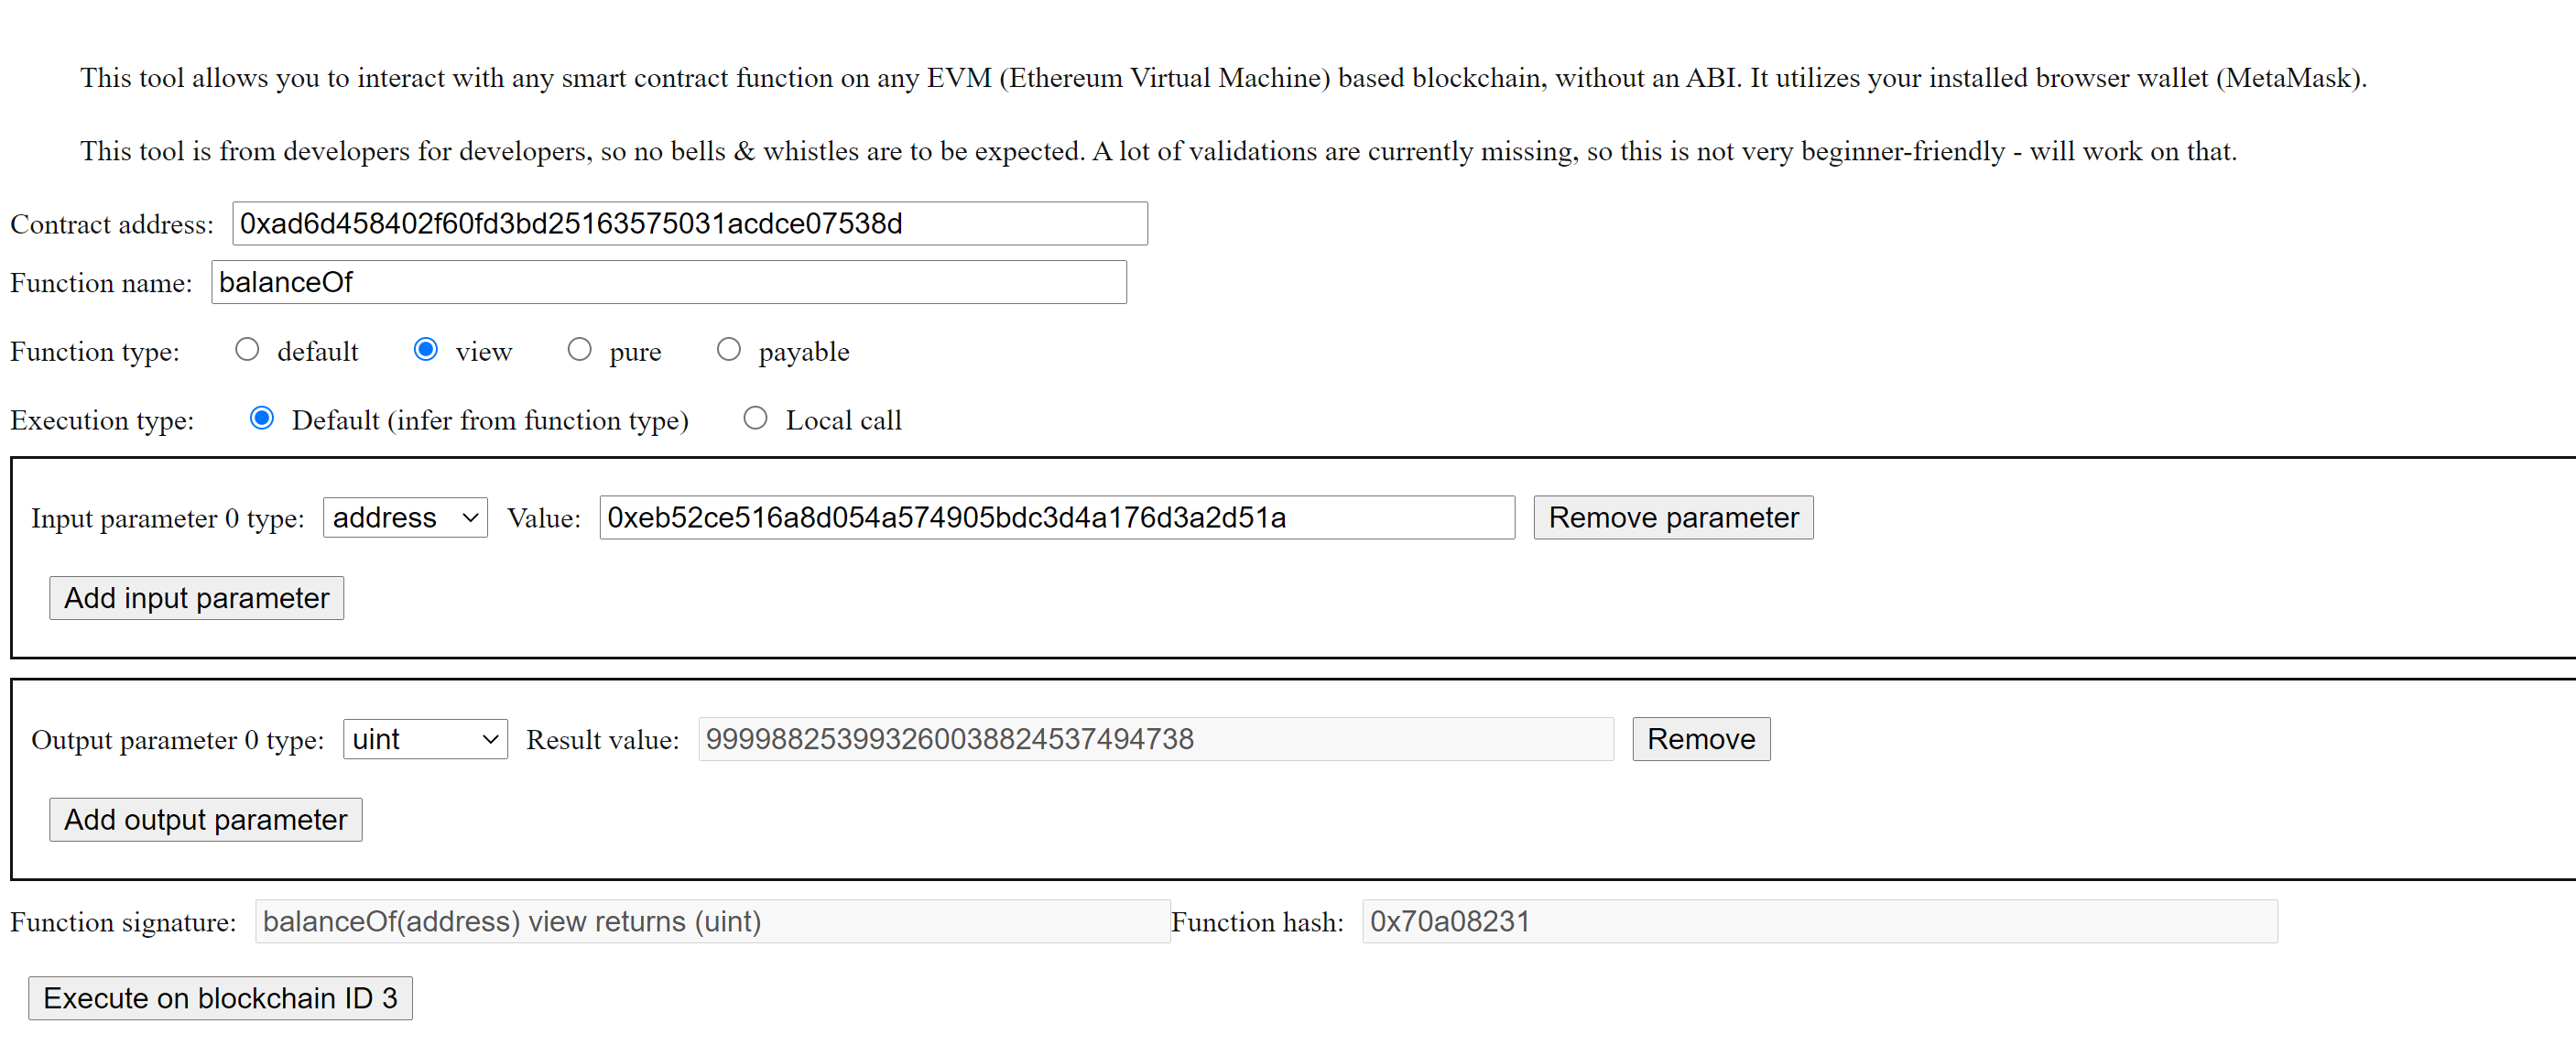 This tool allows you to interact with any smart contract function on any EVM (Ethereum Virtual Machine) based blockchain, without an ABI. It utilizes your installed browser wallet (MetaMask).
This tool is from developers for developers, so no bells & whistles are to be expected. A lot of validations are currently missing, so this is not very beginner-friendly - will work on that.
Contract address: 0xad6d458402f60fd3bd25163575031acdce07538d
Function name: balanceOf
Function type: default view pure payable
Execution type: Default (infer from function type) Local call
Input parameter 0 type: address Value: 0xeb52ce516a8d054a574905bdc3d4a176d3a2d51a Remove parameter
Add input parameter
Output parameter 0 type: uint Result value: 999988253993260038824537494738 Remove
Add output parameter
Function signature: balanceOf(address) view returns (uint) Function hash: 0x70a08231
Execute on blockchain ID 3